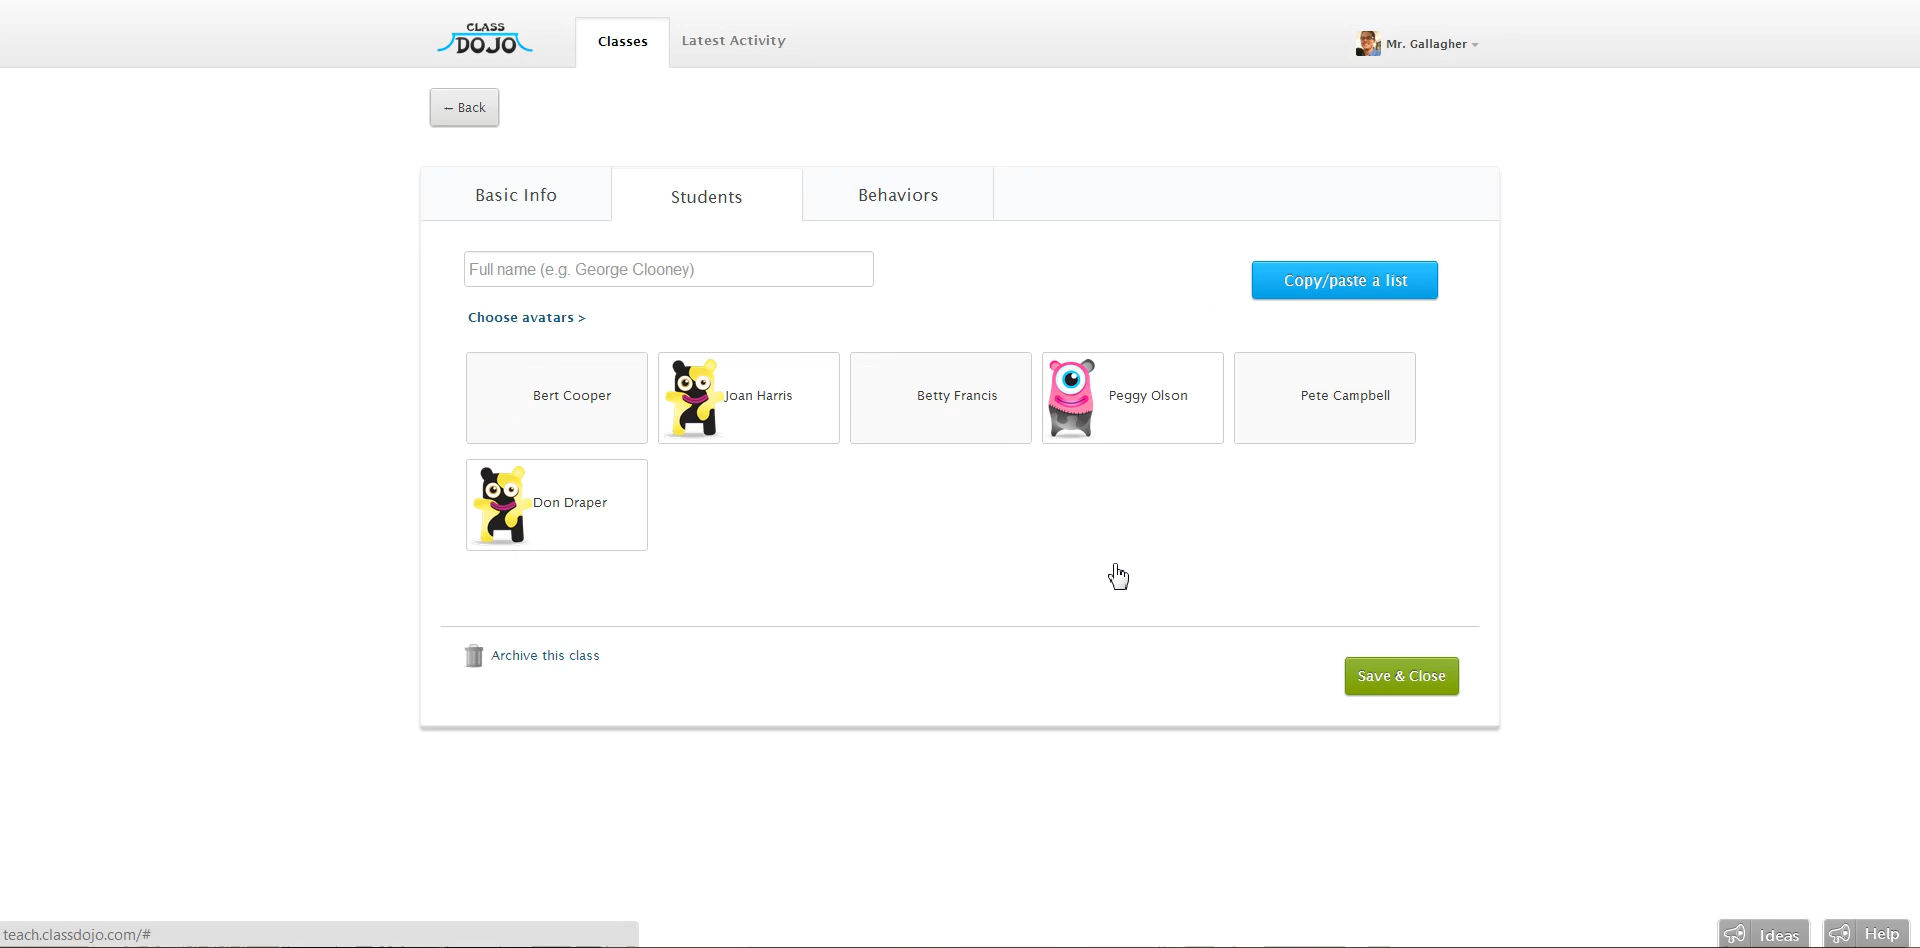 CLASS
DOJO
Classes
Latest Activity
Mr. Gallagher
← Back
Basic Info
Students
Behaviors
Full name (e.g. George Clooney)
Copy/paste a list
Choose avatars >
Bert Cooper
Joan Harris
Betty Francis
Peggy Olson
Pete Campbell
Don Draper
Archive this class
Save & Close
teach.classdojo.com/#
Ideas
Help